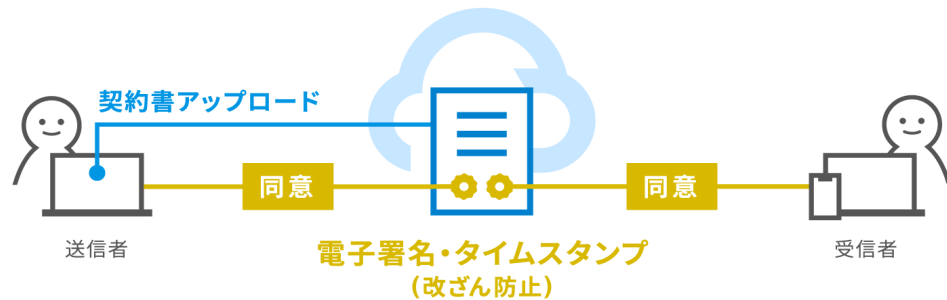 契約書アップロード
同意
同意
送信者
電子署名・タイムスタンプ
(改ざん防止)
受信者